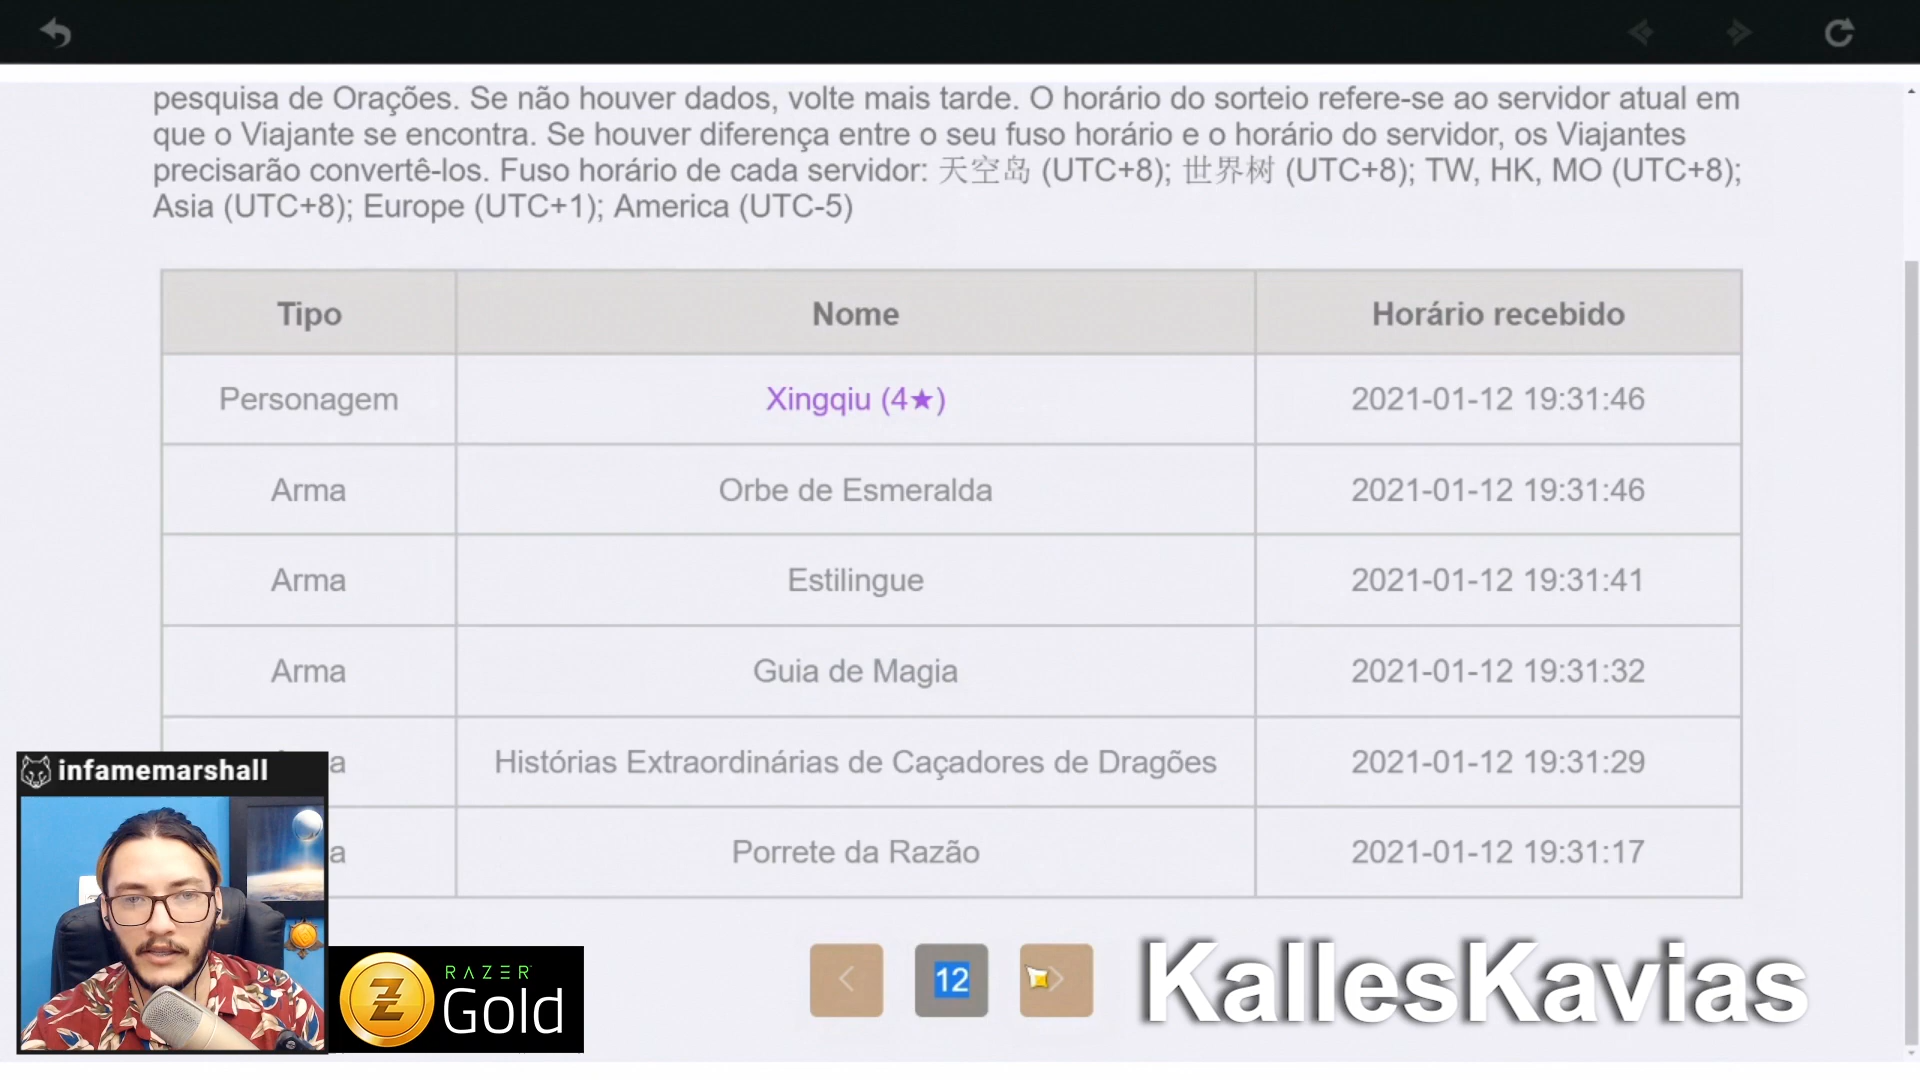 pesquisa de Orações. Se não houver dados, volte mais tarde. O horário do sorteio refere-se ao servidor atual em
que o Viajante se encontra. Se houver diferença entre o seu fuso horário e o horário do servidor, os Viajantes
precisarão convertê-los. Fuso horário de cada servidor: 天空岛 (UTC+8); 世界树 (UTC+8); TW, HK, MO (UTC+8);
Asia (UTC+8); Europe (UTC+1); America (UTC-5)
Tipo Nome Horário recebido
Personagem Xingqiu (4★) 2021-01-12 19:31:46
Arma Orbe de Esmeralda 2021-01-12 19:31:46
Arma Estilingue 2021-01-12 19:31:41
Arma Guia de Magia 2021-01-12 19:31:32
a Histórias Extraordinárias de Caçadores de Dragões 2021-01-12 19:31:29
a Porrete da Razão 2021-01-12 19:31:17
infamemarshall
RAZER
Gold
12
KallesKavias